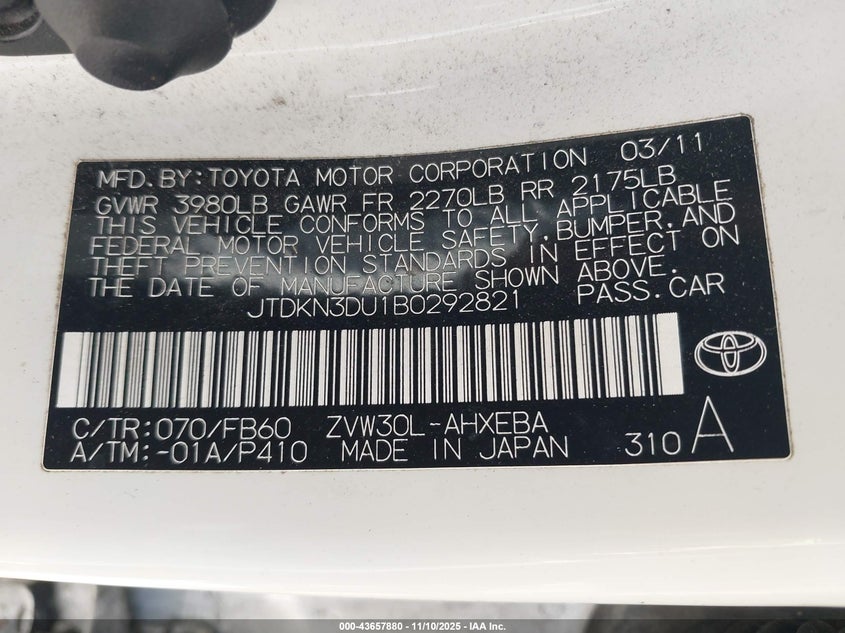 MFD. BY: TOYOTA MOTOR CORPORATION 03/11
GVWR 3980LB GAWR FR 2270LB RR 2175LB
THIS VEHICLE CONFORMS TO ALL APPLICABLE
FEDERAL MOTOR VEHICLE SAFETY, BUMPER, AND
THEFT PREVENTION STANDARDS IN EFFECT ON
THE DATE OF MANUFACTURE SHOWN ABOVE.
JTDKN3DU1B0292821 PASS. CAR
C/TR: 070/FB60 ZVW30L-AHXEBA
A/TM: -01A/P410 MADE IN JAPAN 310 A
000-43657880 — 11/10/2025 — IAA Inc.